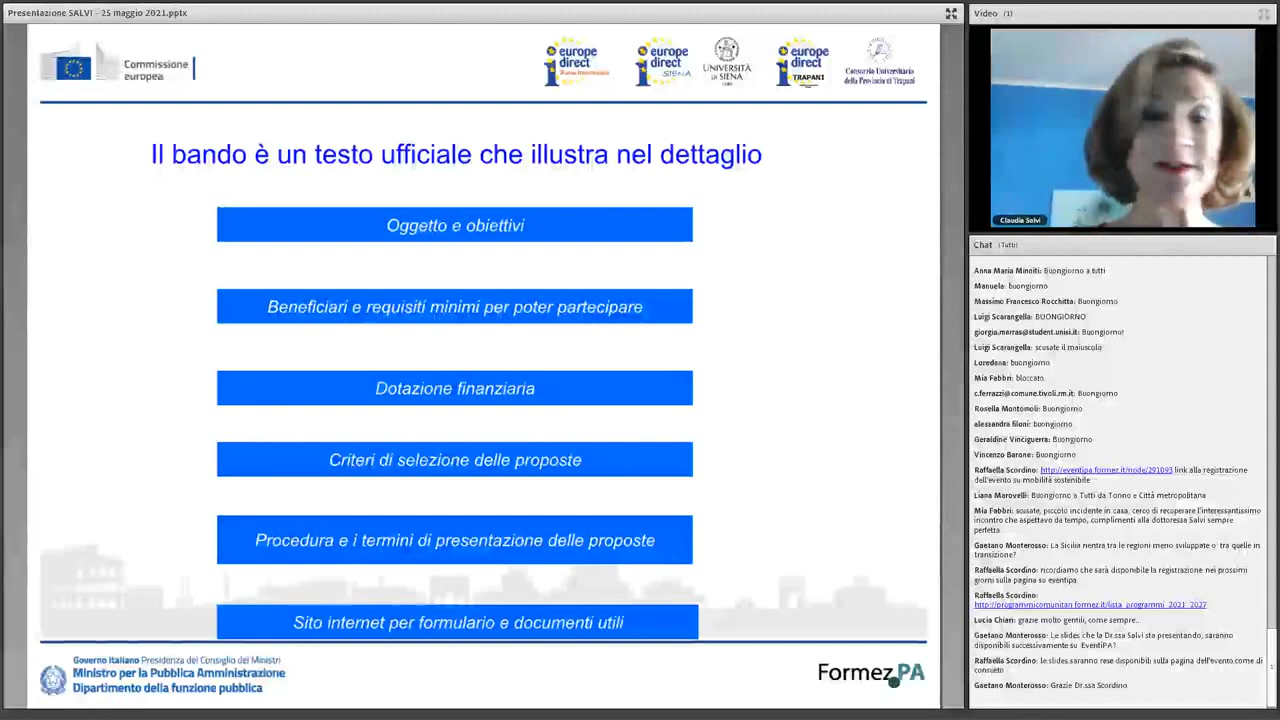 Presentazione SALVI - 25 maggio 2021.pptx
Commissione
europea
europe
direct
Roma Innovazione
europe
direct
SIENA
UNIVERSITÀ
DI SIENA
1240
europe
direct
TRAPANI
Consorzio Universitario
della Provincia di Trapani
Il bando è un testo ufficiale che illustra nel dettaglio
Oggetto e obiettivi
Beneficiari e requisiti minimi per poter partecipare
Dotazione finanziaria
Criteri di selezione delle proposte
Procedura e i termini di presentazione delle proposte
Sito internet per formulario e documenti utili
Governo Italiano Presidenza del Consiglio dei Ministri
Ministro per la Pubblica Amministrazione
Dipartimento della funzione pubblica
Formez.PA
Video (1)
Claudia Salvi
Chat (Tutti)
Anna Maria Minniti: Buongiorno a tutti
Manuela: buongiorno
Massimo Francesco Rocchitta: Buongiorno
Luigi Scarangella: BUONGIORNO
giorgia.marras@student.unisi.it: Buongiorno!
Luigi Scarangella: scusate il maiuscolo
Loredana: buongiorno
Mia Fabbri: bloccato
c.ferrazzi@comune.tivoli.rm.it: Buongiorno
Rosella Montomoli: Buongiorno
alessandra filoni: buongiorno
Geraldine Vinciguerra: Buongiorno
Vincenzo Barone: Buongiorno
Raffaella Scordino: http://eventipa.formez.it/node/291093 link alla registrazione
dell'evento su mobilità sostenibile
Liana Marovelli: Buongiorno a Tutti da Torino e Città metropolitana
Mia Fabbri: scusate, piccolo incidente in casa, cerco di recuperare l'interessantissimo
incontro che aspettavo da tempo, complimenti alla dottoressa Salvi sempre
perfetta
Gaetano Monterosso: La Sicilia rientra tra le regioni meno sviluppate o tra quelle in
transizione?
Raffaella Scordino: ricordiamo che sarà disponibile la registrazione nei prossimi
giorni sulla pagina su eventipa
Raffaella Scordino:
http://programmicomunitari.formez.it/lista_programmi_2021_2027
Lucia Chiari: grazie molto gentili, come sempre..
Gaetano Monterosso: Le slides che la Dr.ssa Salvi sta presentando, saranno
disponibili successivamente su EventiPA?
Raffaella Scordino: le slides saranno rese disponibili sulla pagina dell'evento come di
consueto
Gaetano Monterosso: Grazie Dr.ssa Scordino